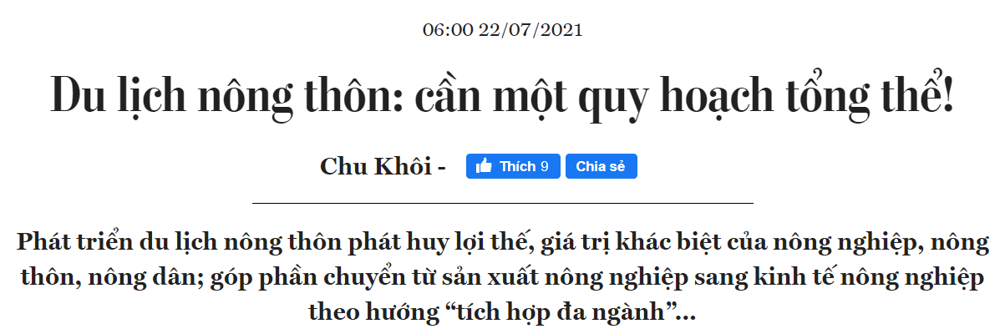 06:00 22/07/2021
Du lịch nông thôn: cần một quy hoạch tổng thể!
Chu Khôi - Thích 9 Chia sẻ
Phát triển du lịch nông thôn phát huy lợi thế, giá trị khác biệt của nông nghiệp, nông
thôn, nông dân; góp phần chuyển từ sản xuất nông nghiệp sang kinh tế nông nghiệp
theo hướng “tích hợp đa ngành”...